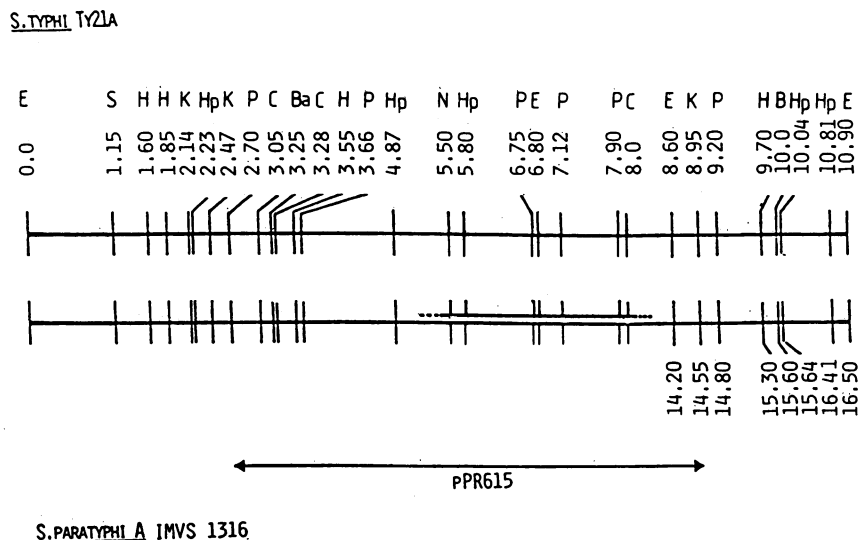 S.TYPHI TY21A
E S H H K Hp K P C Ba C H P Hp N Hp P E P P C E K P H B Hp Hp E
0.0 1.15 1.60 1.85 2.14 2.23 2.47 2.70 3.05 3.25 3.28 3.55 3.66 4.87 5.50 5.80 6.75 6.80 7.12 7.90 8.0 8.60 8.95 9.20 9.70 10.0 10.04 10.81 10.90
14.20 14.55 14.80 15.30 15.60 15.64 16.41 16.50
PPR615
S.PARATYPHI A IMVS 1316